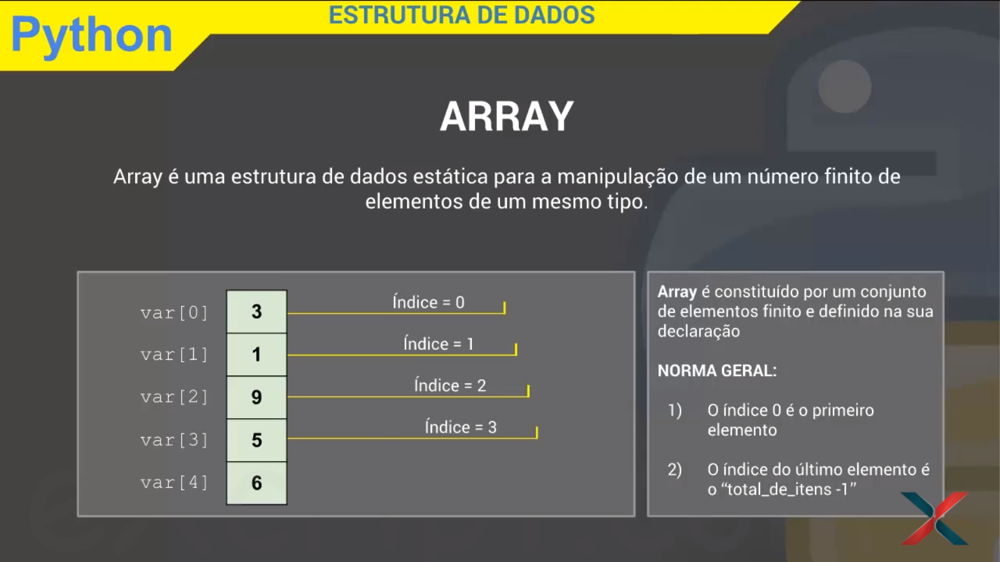 ESTRUTURA DE DADOS
Python
ARRAY
Array é uma estrutura de dados estática para a manipulação de um número finito de
elementos de um mesmo tipo.
var[0] 3 Índice = 0
var[1] 1 Índice = 1
var[2] 9 Índice = 2
var[3] 5 Índice = 3
var[4] 6
Array é constituído por um conjunto
de elementos finito e definido na sua
declaração
NORMA GERAL:
1) O índice 0 é o primeiro
elemento
2) O índice do último elemento é
o “total_de_itens -1”